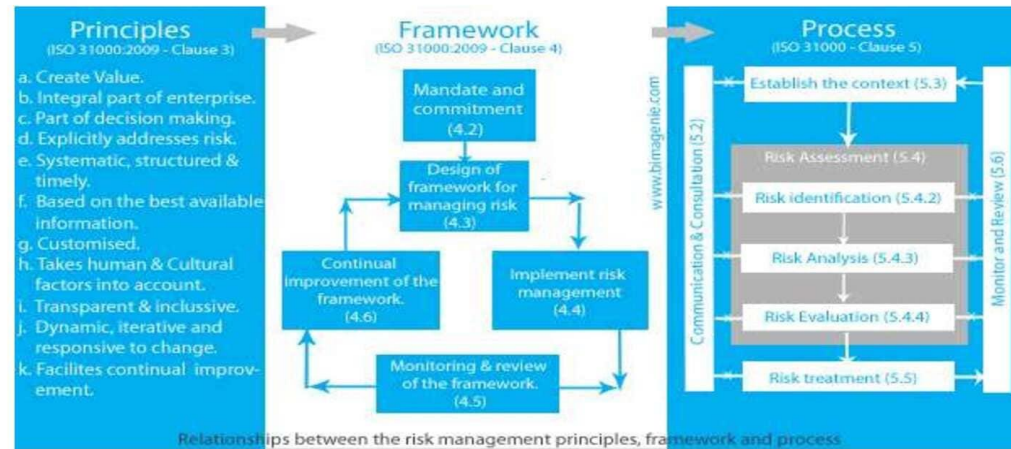 Principles
(ISO 31000:2009 - Clause 3)
a. Create Value.
b. Integral part of enterprise.
c. Part of decision making.
d. Explicitly addresses risk.
e. Systematic, structured &
timely.
f. Based on the best available
information.
g. Customised.
h. Takes human & Cultural
factors into account.
i. Transparent & inclussive.
j. Dynamic, iterative and
responsive to change.
k. Facilites continual improv-
ement.
Framework
(ISO 31000:2009 - Clause 4)
Mandate and
commitment
(4.2)
Design of
framework for
managing risk
(4.3)
Continual
improvement of the
framework.
(4.6)
Implement risk
management
(4.4)
Monitoring & review
of the framework.
(4.5)
www.bimagenie.com
Process
(ISO 31000 - Clause 5)
Communication & Consultation (5.2)
Establish the context (5.3)
Risk Assessment (5.4)
Risk identification (5.4.2)
Risk Analysis (5.4.3)
Risk Evaluation (5.4.4)
Risk treatment (5.5)
Monitor and Review (5.6)
Relationships between the risk management principles, framework and process